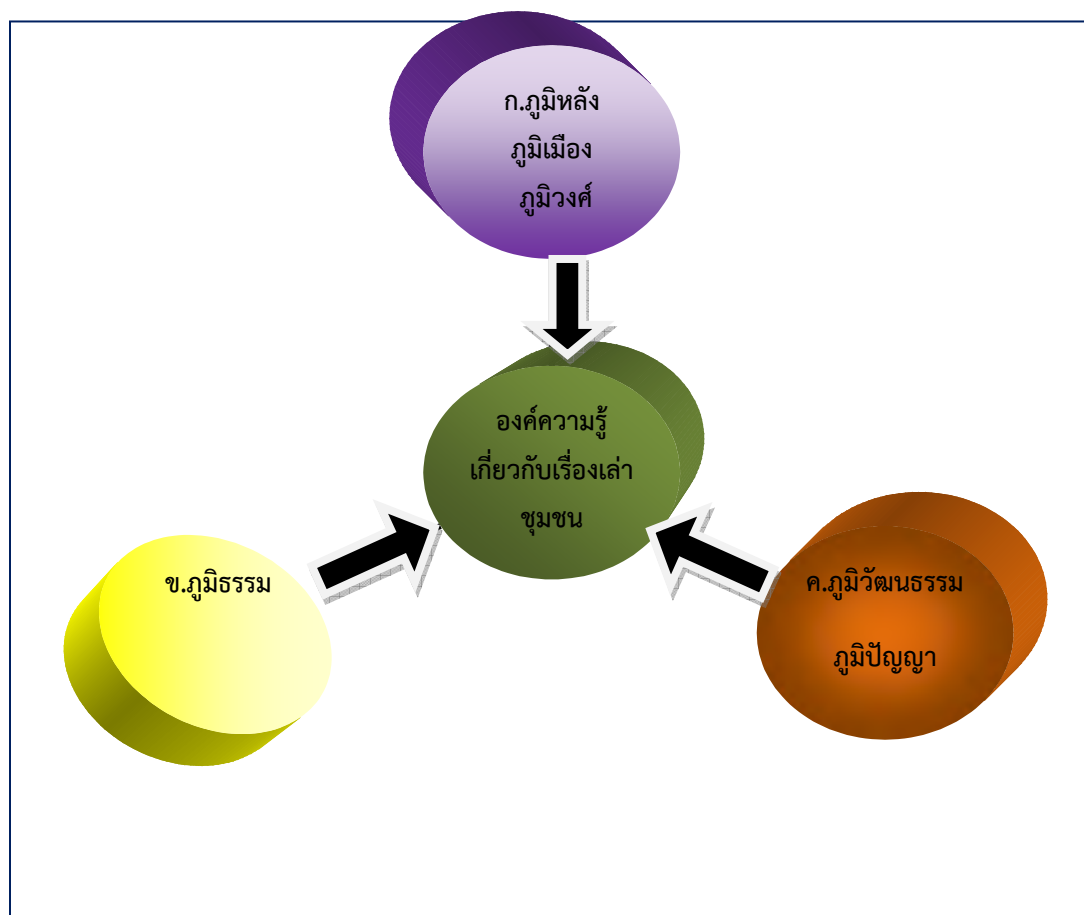 ก.ภูมิหลัง
ภูมิเมือง
ภูมิวงศ์
องค์ความรู้
เกี่ยวกับเรื่องเล่า
ชุมชน
ข.ภูมิธรรม
ค.ภูมิวัฒนธรรม
ภูมิปัญญา